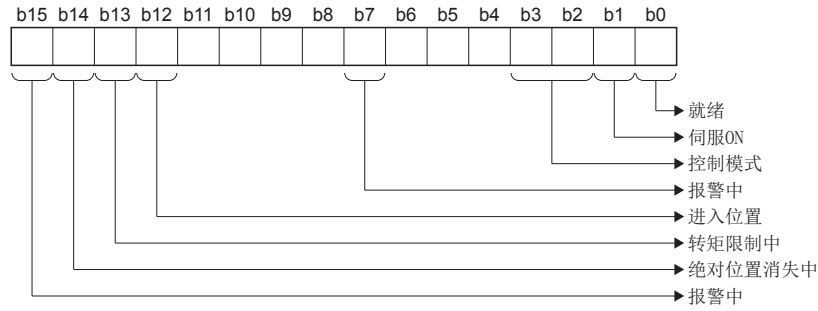 b15 b14 b13 b12 b11 b10 b9 b8 b7 b6 b5 b4 b3 b2 b1 b0
就绪
伺服ON
控制模式
报警中
进入位置
转矩限制中
绝对位置消失中
报警中